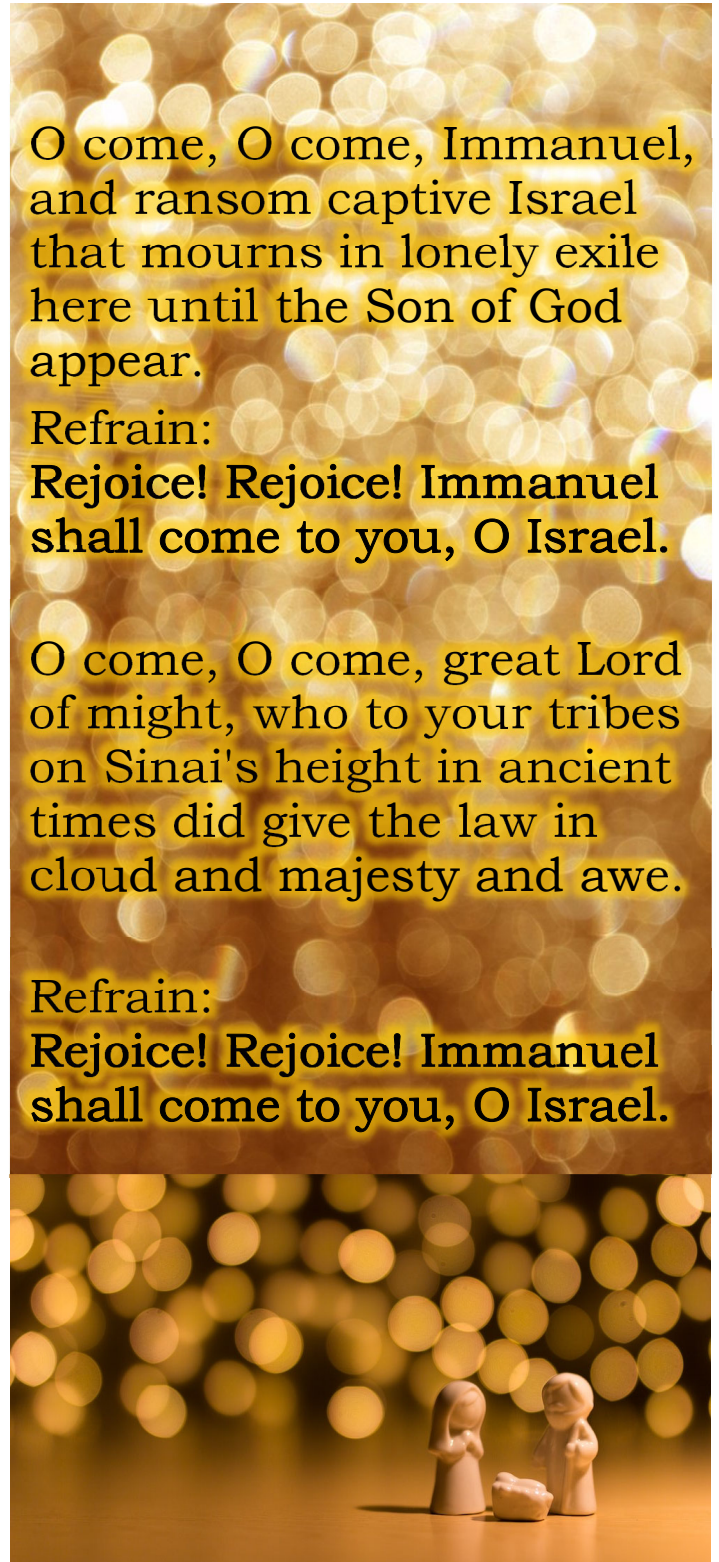 O come, O come, Immanuel,
and ransom captive Israel
that mourns in lonely exile
here until the Son of God
appear.
Refrain:
Rejoice! Rejoice! Immanuel
shall come to you, O Israel.
O come, O come, great Lord
of might, who to your tribes
on Sinai's height in ancient
times did give the law in
cloud and majesty and awe.
Refrain:
Rejoice! Rejoice! Immanuel
shall come to you, O Israel.